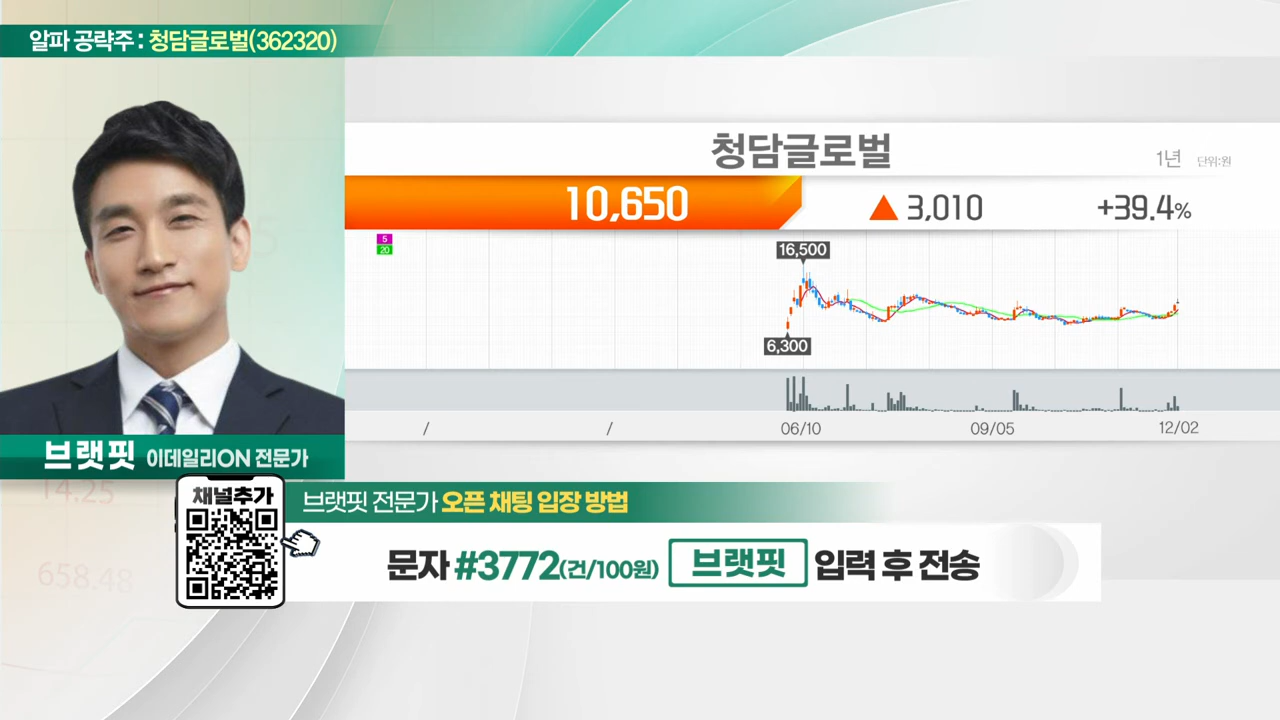 알파 공략주 : 청담글로벌(362320)
청담글로벌
1년 단위:원
10,650 ▲ 3,010 +39.4%
5
20
16,500
6,300
/ / 06/10 09/05 12/02
브랫핏 이데일리ON 전문가
14.25
채널추가
브랫핏 전문가 오픈 채팅 입장 방법
문자 #3772(건/100원) 브랫핏 입력 후 전송
658.48